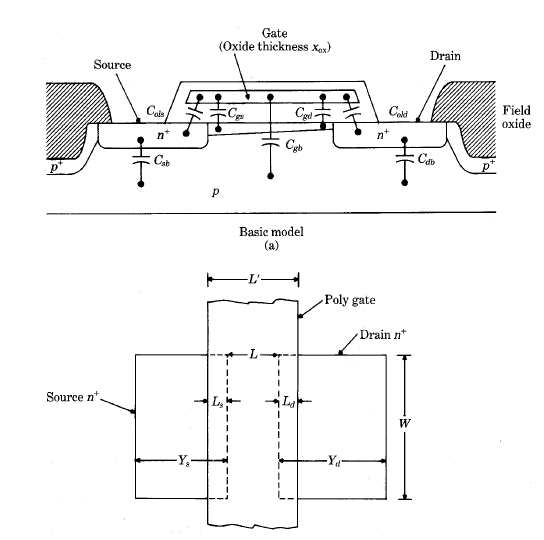 Gate
(Oxide thickness xox)
Source
Drain
Cols
Cgs
Cgd
Cold
Field
oxide
n+
n+
Cgb
p+
Csb
Cdb
p+
p
Basic model
(a)
L′
Poly gate
Drain n+
L
Source n+
Ls
Ld
W
Ys
Yd